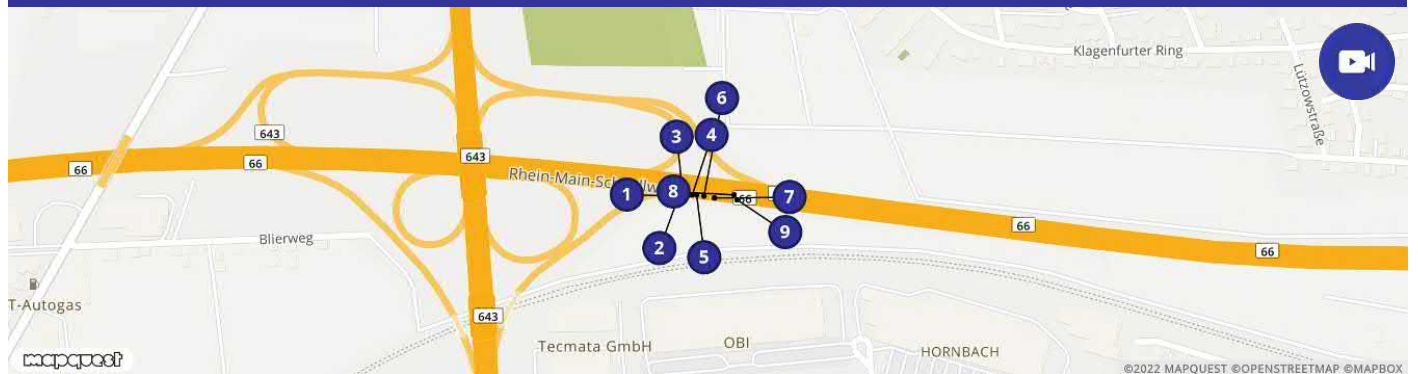 Klagenfurter Ring
Lützowstraße
6
643
3
4
66
66
643
Rhein-Main-Sch
llw
1
8
66
7
66
66
Blierweg
2
5
9
T-Autogas
643
Tecmata GmbH
OBI
HORNBACH
mapquest
©2022 MAPQUEST ©OPENSTREETMAP ©MAPBOX